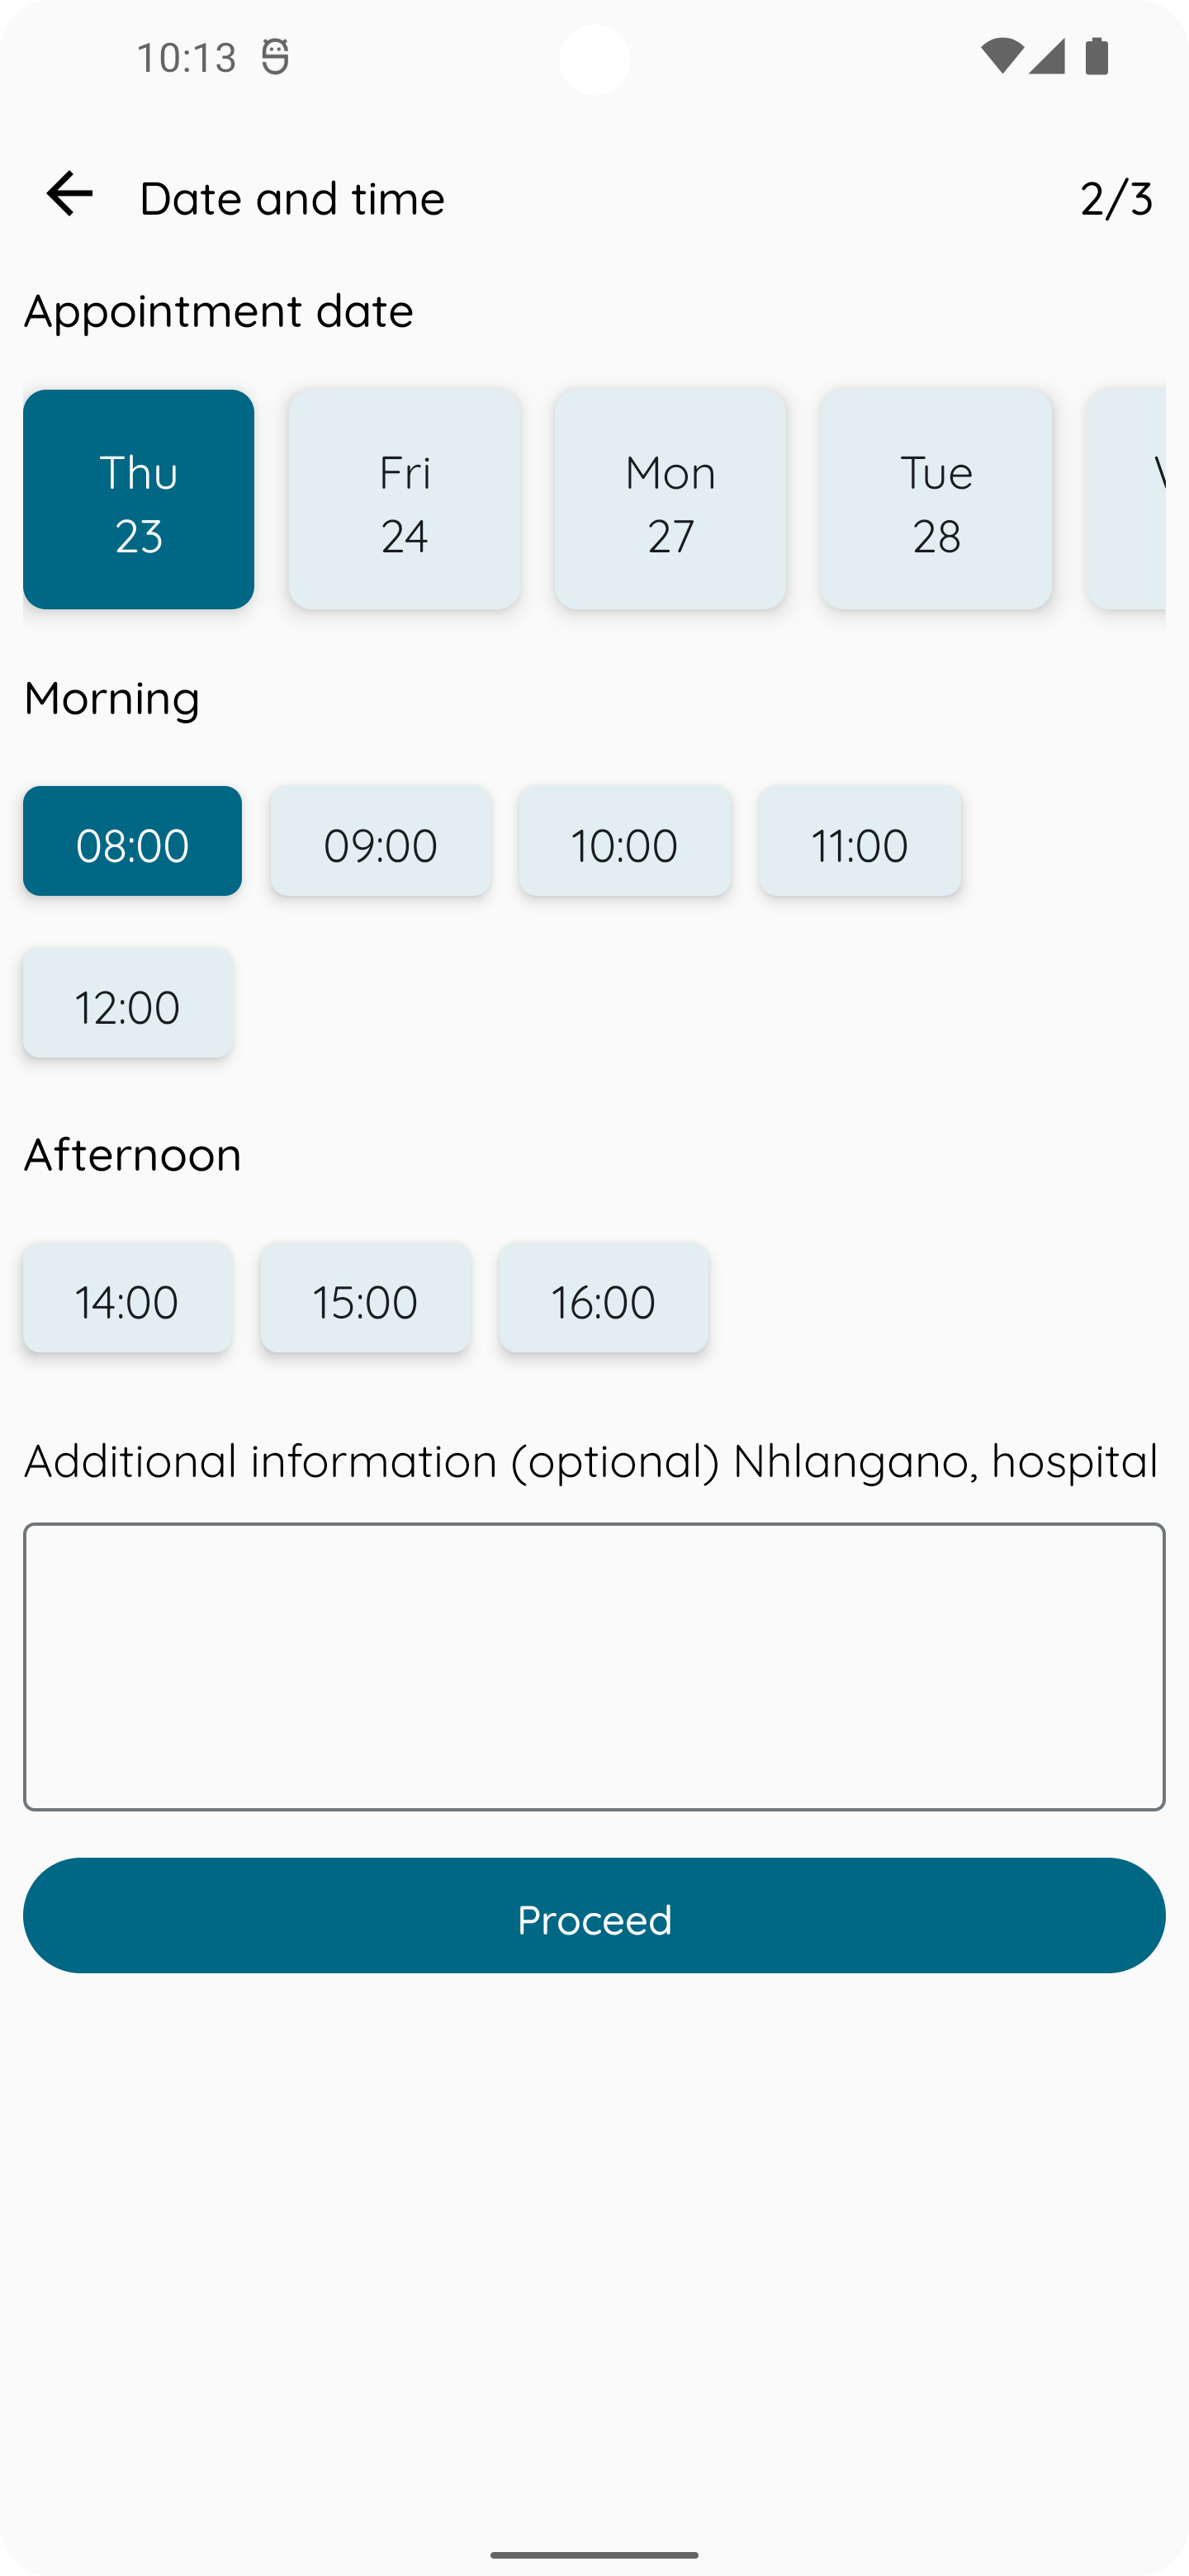 10:13
Date and time 2/3
Appointment date
Thu Fri Mon Tue
23 24 27 28
Morning
08:00 09:00 10:00 11:00
12:00
Afternoon
14:00 15:00 16:00
Additional information (optional) Nhlangano, hospital
Proceed